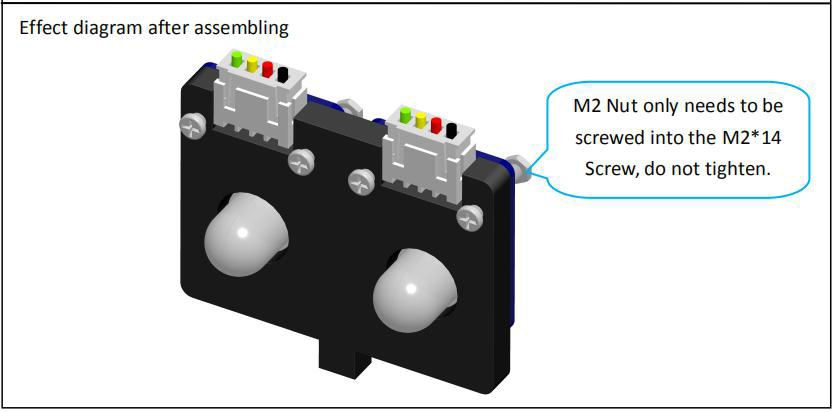 Effect diagram after assembling
M2 Nut only needs to be
screwed into the M2*14
Screw, do not tighten.